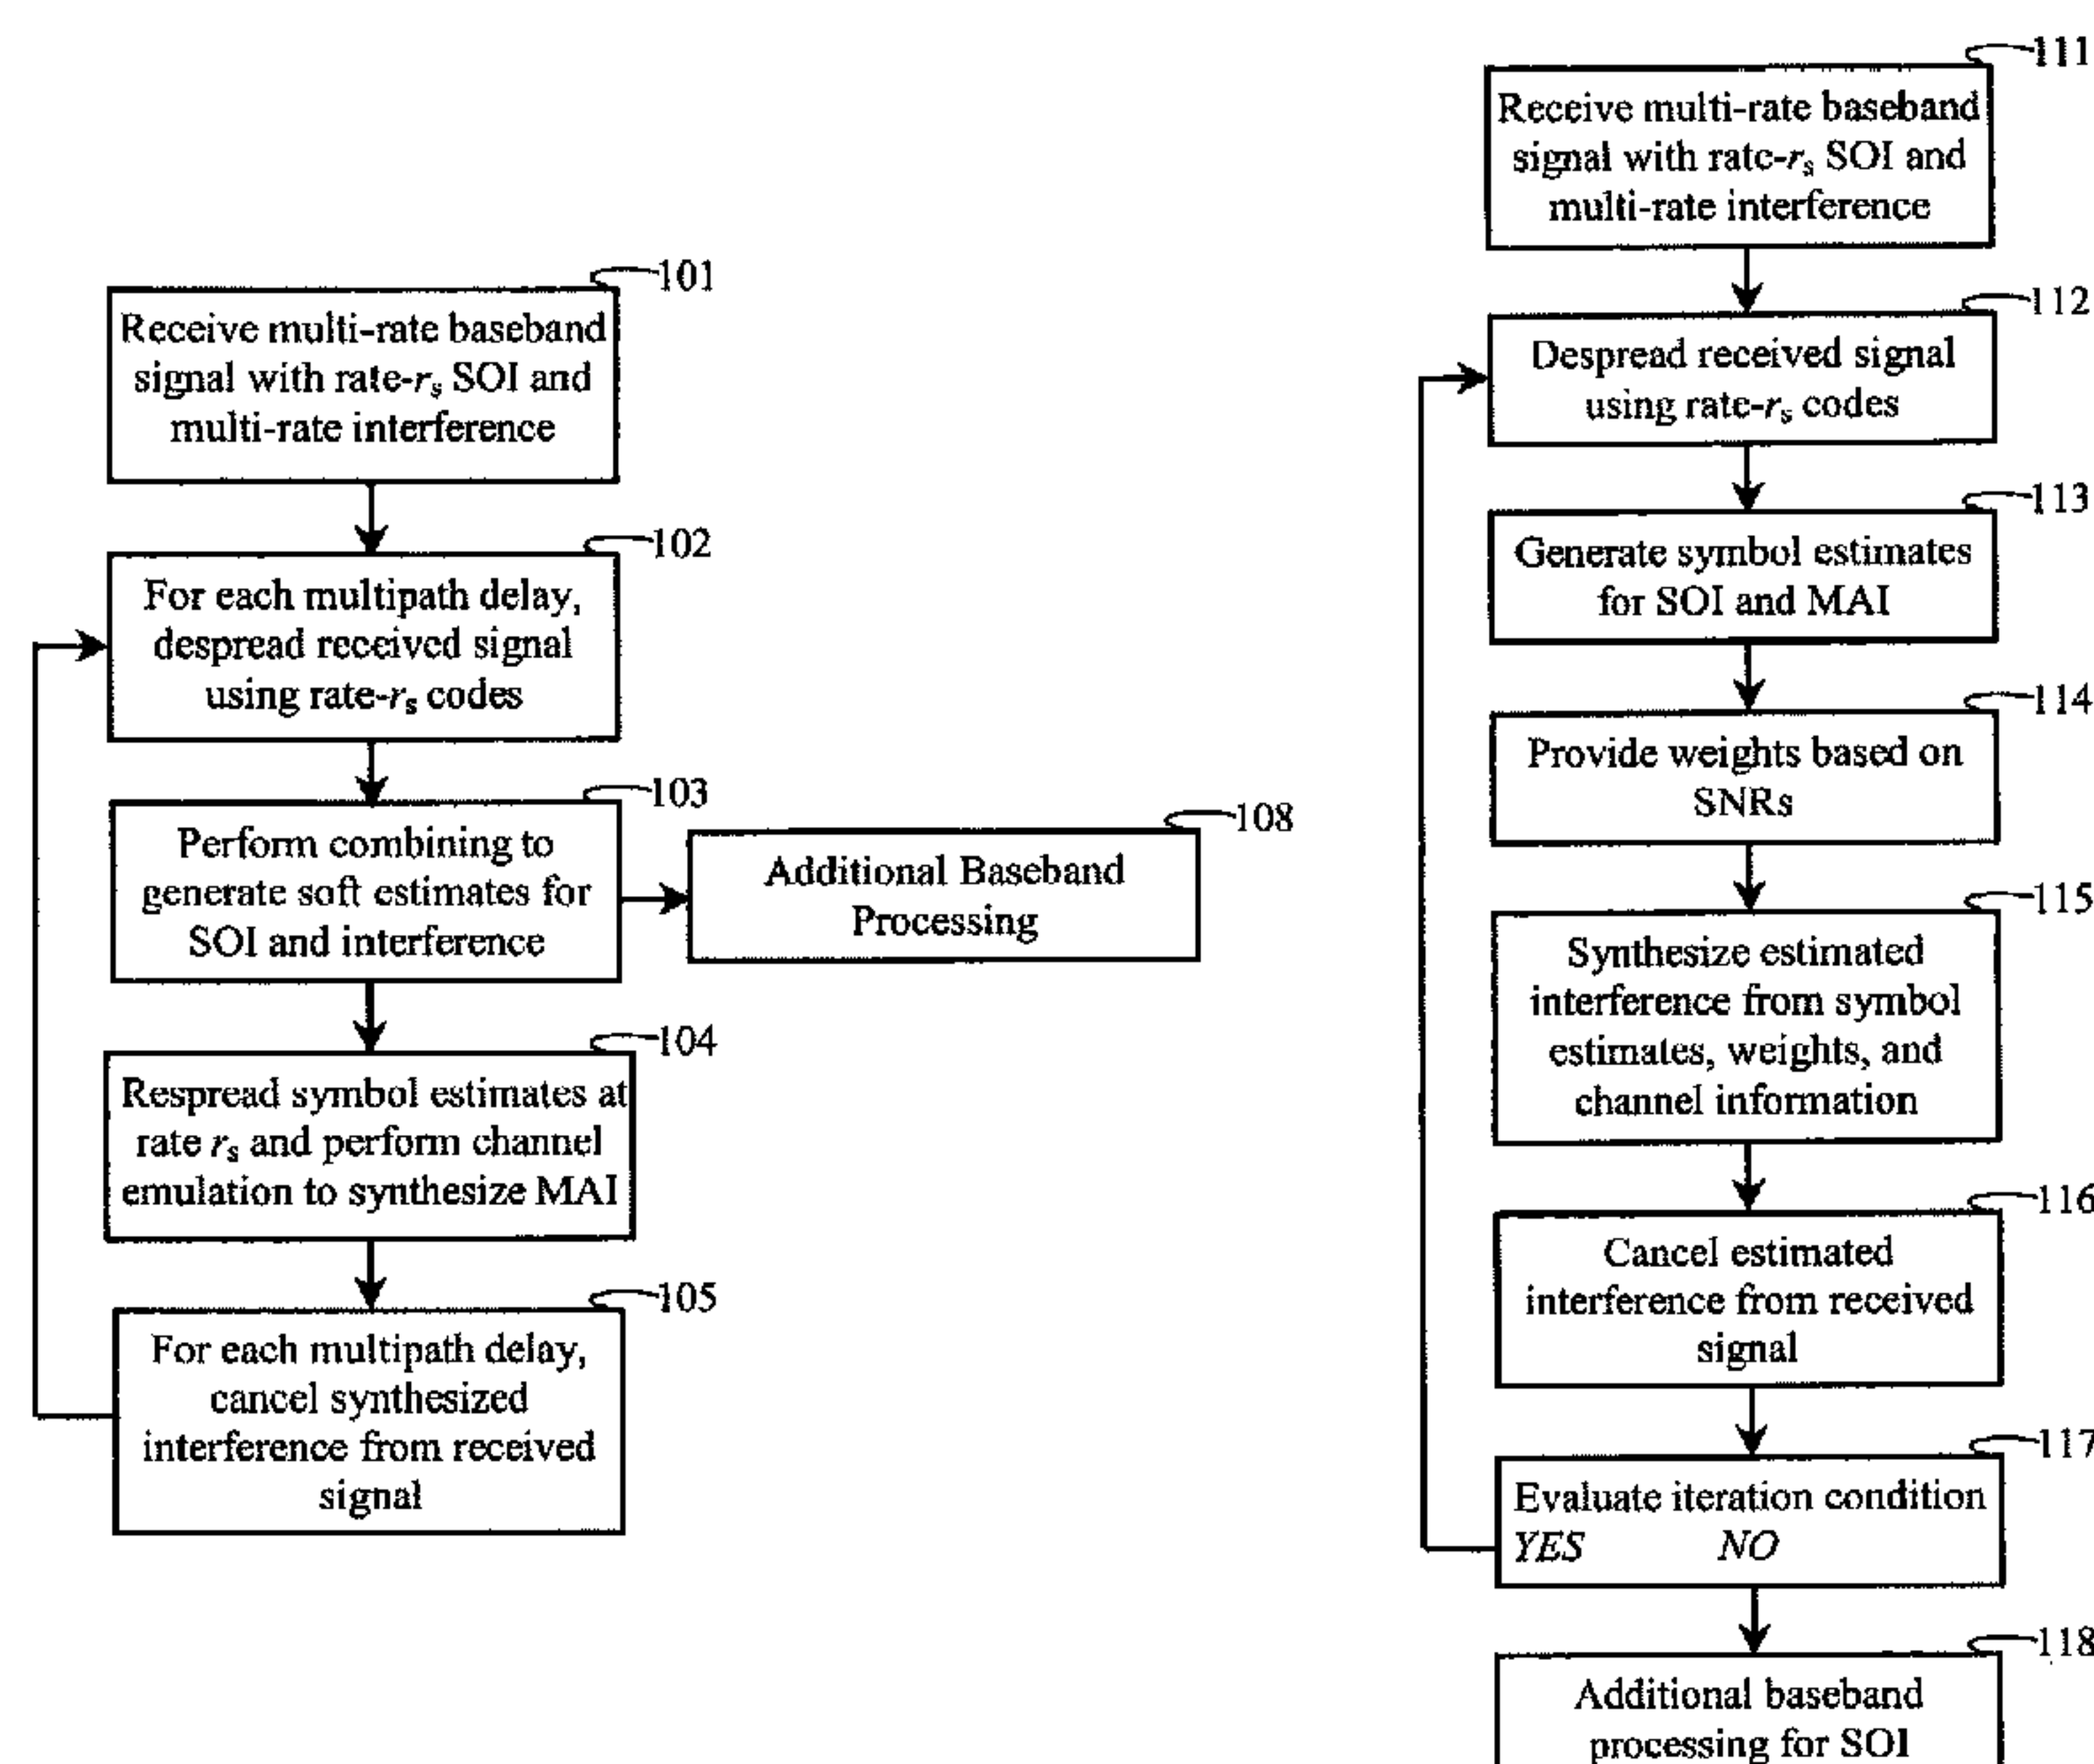 101
Receive multi-rate baseband
signal with rate-rs SOI and
multi-rate interference
102
For each multipath delay,
despread received signal
using rate-rs codes
103
Perform combining to
generate soft estimates for
SOI and interference
108
Additional Baseband
Processing
104
Respread symbol estimates at
rate rs and perform channel
emulation to synthesize MAI
105
For each multipath delay,
cancel synthesized
interference from received
signal
111
Receive multi-rate baseband
signal with rate-rs SOI and
multi-rate interference
112
Despread received signal
using rate-rs codes
113
Generate symbol estimates
for SOI and MAI
114
Provide weights based on
SNRs
115
Synthesize estimated
interference from symbol
estimates, weights, and
channel information
116
Cancel estimated
interference from received
signal
117
Evaluate iteration condition
YES NO
118
Additional baseband
processing for SOI